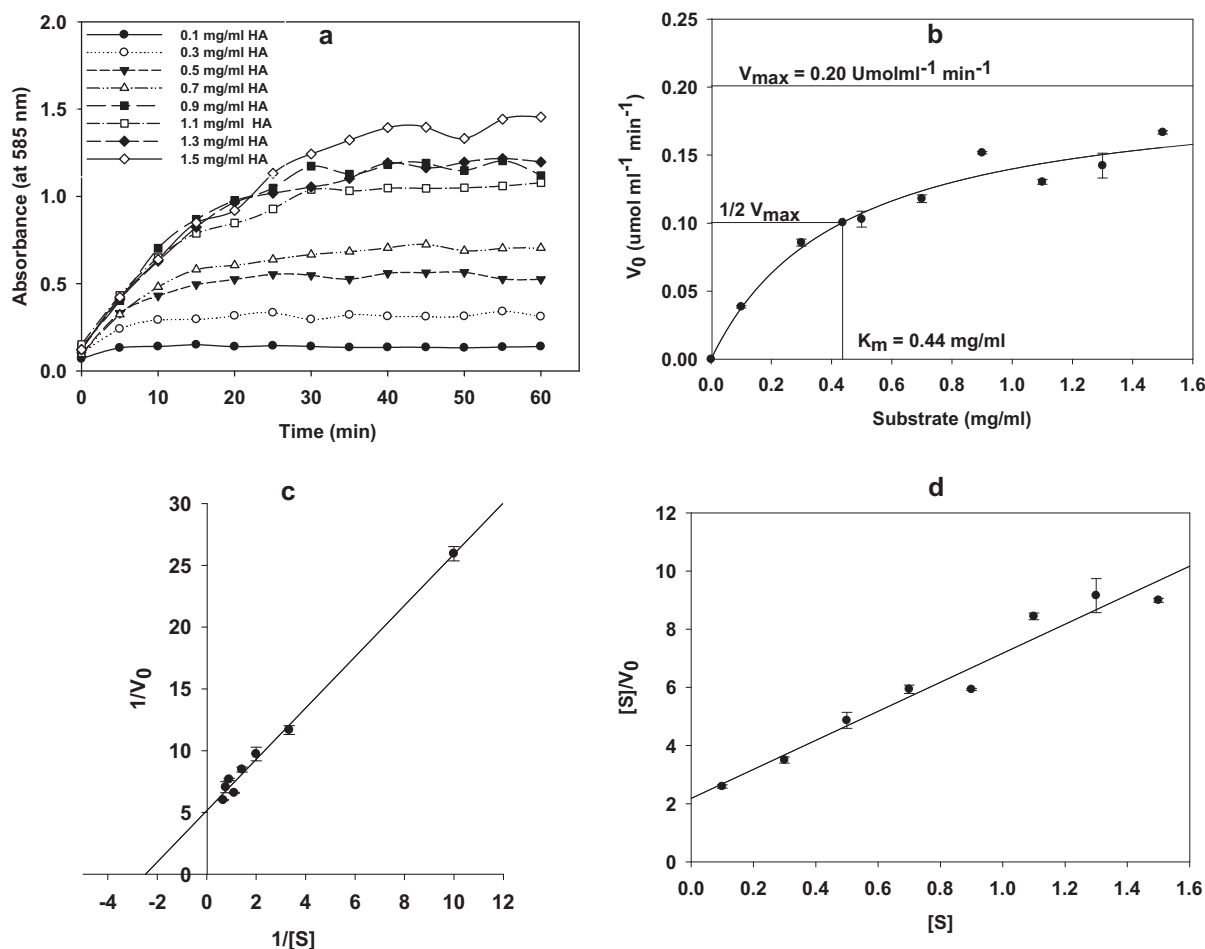 a
2.0
1.5
1.0
0.5
0.0
Absorbance (at 585 nm)
0.1 mg/ml HA
0.3 mg/ml HA
0.5 mg/ml HA
0.7 mg/ml HA
0.9 mg/ml HA
1.1 mg/ml HA
1.3 mg/ml HA
1.5 mg/ml HA
0 10 20 30 40 50 60
Time (min)
b
0.25
0.20
0.15
0.10
0.05
0.00
V0 (umol ml-1 min-1)
Vmax = 0.20 Umolml-1 min-1
1/2 Vmax
Km = 0.44 mg/ml
0.0 0.2 0.4 0.6 0.8 1.0 1.2 1.4 1.6
Substrate (mg/ml)
c
30
25
20
15
10
5
0
1/V0
-4 -2 0 2 4 6 8 10 12
1/[S]
d
12
10
8
6
4
2
0
[S]/V0
0.0 0.2 0.4 0.6 0.8 1.0 1.2 1.4 1.6
[S]